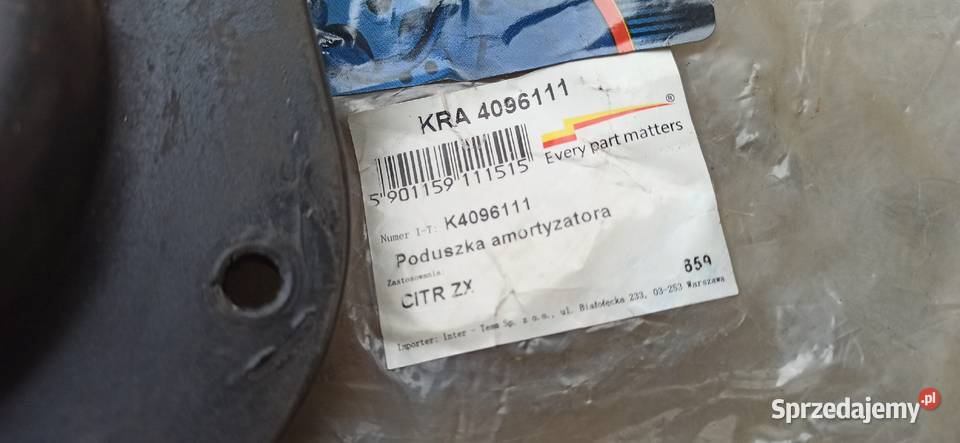 KRA 4096111
Every part matters
®
5 901159 111515
Numer I-T: K4096111
Poduszka amortyzatora
Zastosowania:
CITR ZX
859
Importer: Inter - Team Sp. z o.o., ul. Białołęcka 233, 03-253 Warszawa
Sprzedajemy.pl